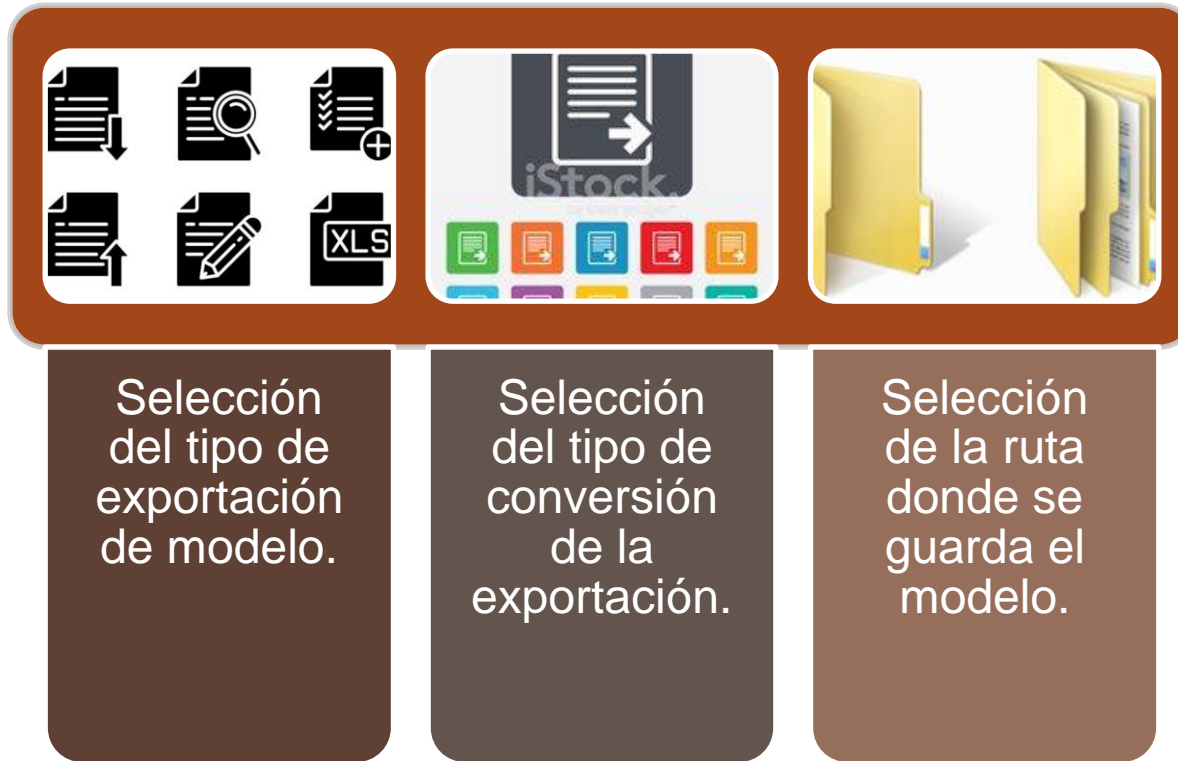 XLS
iStock.
Selección
del tipo de
exportación
de modelo.
Selección
del tipo de
conversión
de la
exportación.
Selección
de la ruta
donde se
guarda el
modelo.